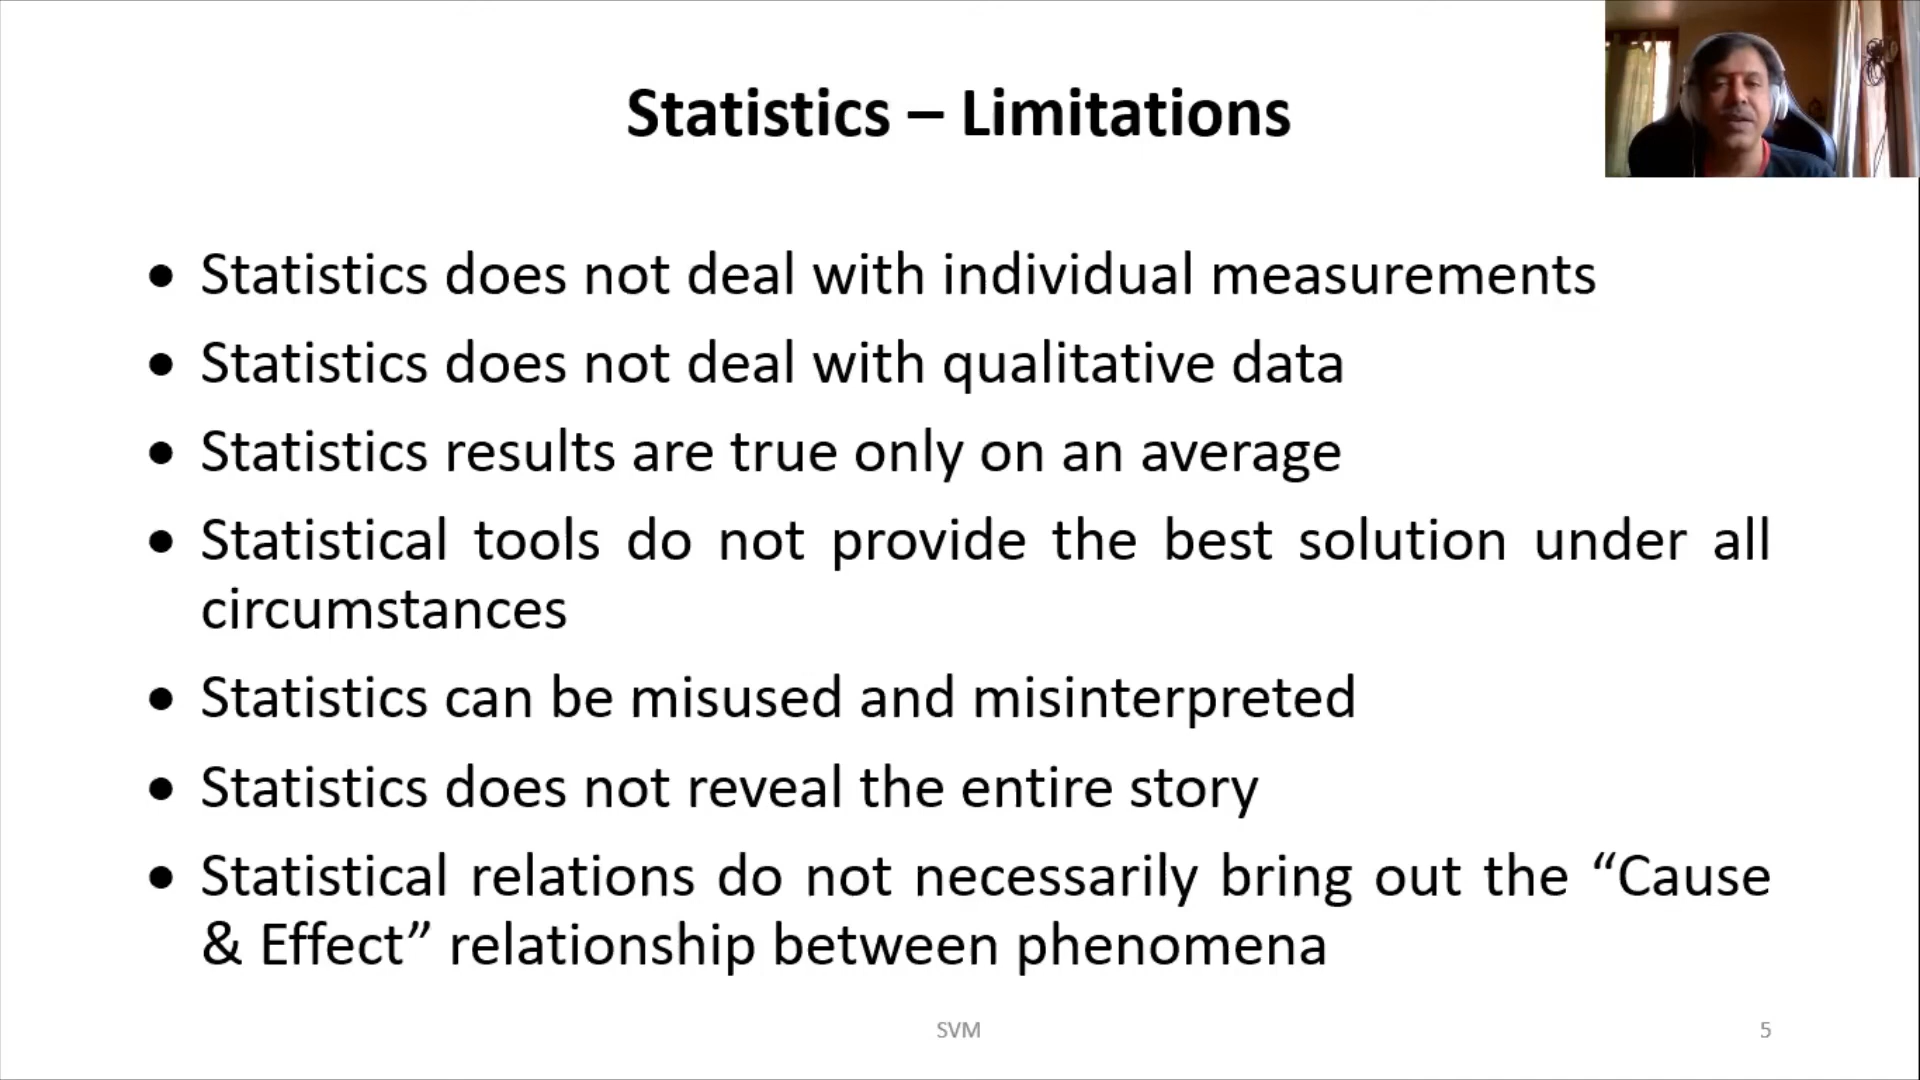 Statistics – Limitations
• Statistics does not deal with individual measurements
• Statistics does not deal with qualitative data
• Statistics results are true only on an average
• Statistical tools do not provide the best solution under all
circumstances
• Statistics can be misused and misinterpreted
• Statistics does not reveal the entire story
• Statistical relations do not necessarily bring out the “Cause
& Effect” relationship between phenomena
SVM
5